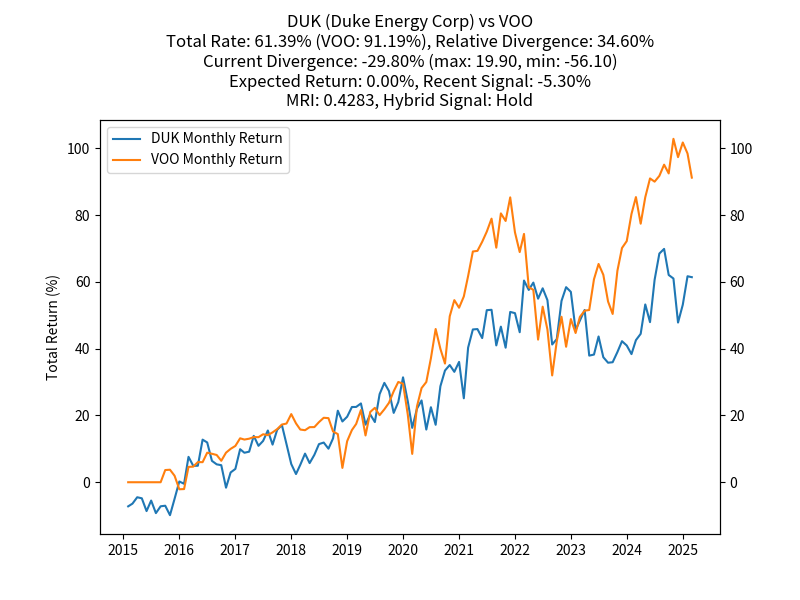 DUK (Duke Energy Corp) vs VOO
Total Rate: 61.39% (VOO: 91.19%), Relative Divergence: 34.60%
Current Divergence: -29.80% (max: 19.90, min: -56.10)
Expected Return: 0.00%, Recent Signal: -5.30%
MRI: 0.4283, Hybrid Signal: Hold
DUK Monthly Return
VOO Monthly Return
Total Return (%)
100 100
80 80
60 60
40 40
20 20
0 0
2015 2016 2017 2018 2019 2020 2021 2022 2023 2024 2025